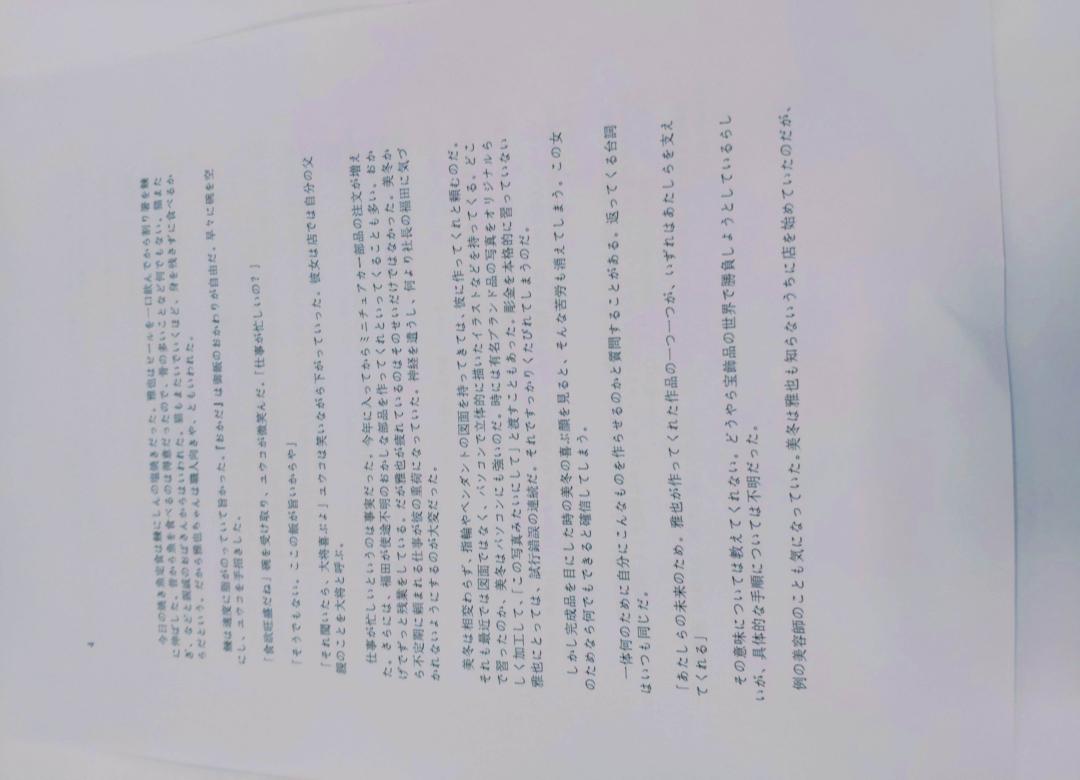 4
今日の焼き魚定食は鰊にしんの塩焼きだった。雅也はビールを一口飲んでから割り箸を鰊
に伸ばした。昔から魚を食べるのは得意だったので、骨の多いことなど何でもない。猫また
ぎ、などと親戚のおばさんからはいわれた。猫もまたいでいくほど、身を残さずに食べるか
らだという。だから雅也ちゃんは職人向きや、ともいわれた。
鰊は適度に脂がのっていて旨かった。『おかだ』は御飯のおかわりが自由だ。早々に碗を空
にし、ユウコを手招きした。
「食欲旺盛だね」碗を受け取り、ユウコが微笑んだ。「仕事が忙しいの？」
「そうでもない。ここの飯が旨いからや」
「それ聞いたら、大将喜ぶよ」ユウコは笑いながら下がっていった。彼女は店では自分の父
親のことを大将と呼ぶ。
仕事が忙しいというのは事実だった。今年に入ってからミニチュアカー部品の注文が増え
た。さらには、福田が使途不明のおかしな部品を作ってくれといってくることも多い。おか
げでずっと残業をしている。だが雅也が疲れているのはそのせいだけではなかった。美冬か
ら不定期に頼まれる仕事が彼の重荷になっていた。神経を遣うし、何より社長の福田に気づ
かれないようにするのが大変だった。
美冬は相変わらず、指輪やペンダントの図面を持ってきては、彼に作ってくれと頼むのだ。
それも最近では図面ではなく、パソコンで立体的に描いたイラストなどを持ってくる。どこ
で習ったのか、美冬はパソコンにも強いのだ。時には有名ブランド品の写真をオリジナルら
しく加工して、「この写真みたいにして」と渡すこともあった。彫金を本格的に習っていない
雅也にとっては、試行錯誤の連続だ。それですっかりくたびれてしまうのだ。
しかし完成品を目にした時の美冬の喜ぶ顔を見ると、そんな苦労も消えてしまう。この女
のためなら何でもできると確信してしまう。
一体何のために自分にこんなものを作らせるのかと質問することがある。返ってくる台詞
はいつも同じだ。
「あたしらの未来のため。雅也が作ってくれた作品の一つ一つが、いずれはあたしらを支え
てくれる」
その意味については教えてくれない。どうやら宝飾品の世界で勝負しようとしているらし
いが、具体的な手順については不明だった。
例の美容師のことも気になっていた。美冬は雅也も知らないうちに店を始めていたのだが、